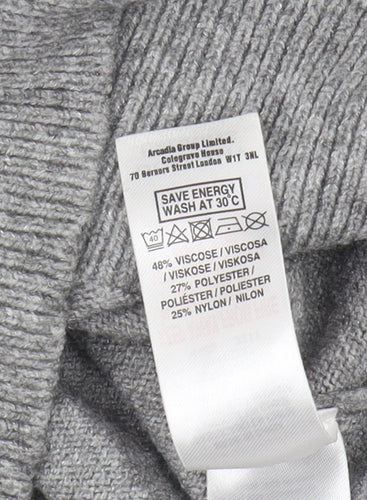 Arcadia Group Limited.
Colegrave House
70 Berners Street London W1T 3NL
SAVE ENERGY
WASH AT 30°C
40
48% VISCOSE / VISCOSA
/ VISKOSE / VISKOZA
27% POLYESTER /
POLIÉSTER / POLIESTER
25% NYLON / NILON